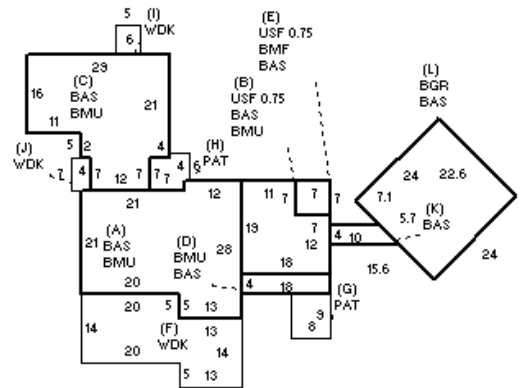 5
(I)
WDK
6
29
(C)
BAS
BMU
16
21
11
5
2
4
(J)
WDK
7
4
7
12
7
7
4
6
(H)
PAT
(E)
USF 0.75
BMF
BAS
(B)
USF 0.75
BAS
BMU
(L)
BGR
BAS
24
22.6
7.1
5.7
(K)
BAS
24
15.6
21
12
11
7
7
7
7
12
4
10
19
(A)
BAS
BMU
21
(D)
BMU
BAS
28
18
20
4
18
20
5
5
13
13
(F)
WDK
14
14
20
5
13
(G)
PAT
9
8